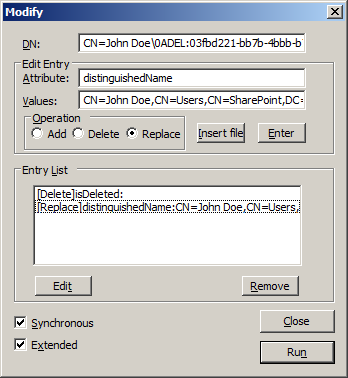 Modify
DN: CN=John Doe\0ADEL:03fbd221-bb7b-4bbb-b
Edit Entry
Attribute: distinguishedName
Values: CN=John Doe,CN=Users,CN=SharePoint,DC=
Operation
Add Delete Replace Insert file Enter
Entry List
[Delete]isDeleted:
[Replace]distinguishedName:CN=John Doe,CN=Users,
Edit Remove
Synchronous Close
Extended Run